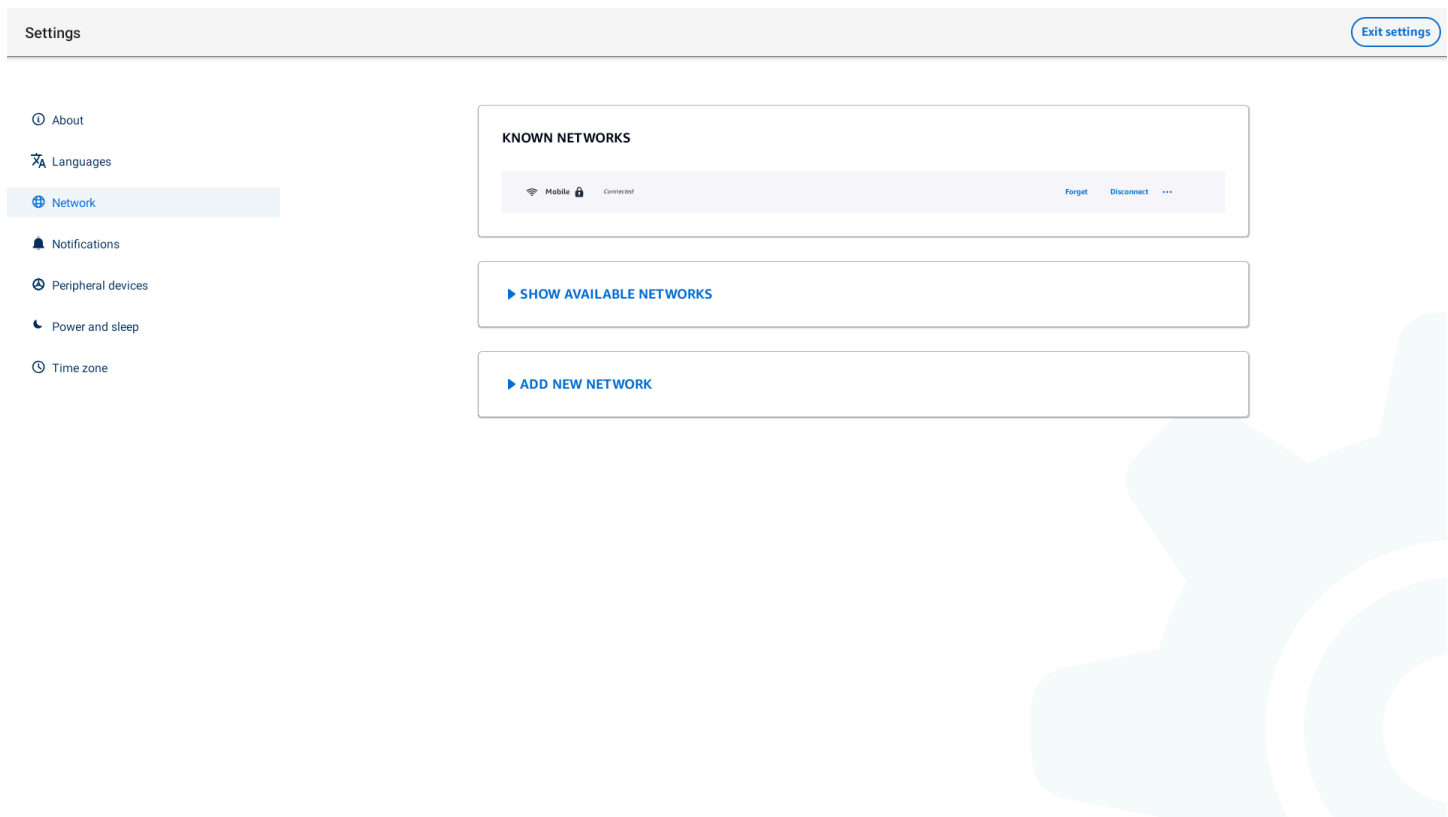 Settings
Exit settings
About
Languages
Network
Notifications
Peripheral devices
Power and sleep
Time zone
KNOWN NETWORKS
Mobile Connected Forget Disconnect ...
SHOW AVAILABLE NETWORKS
ADD NEW NETWORK